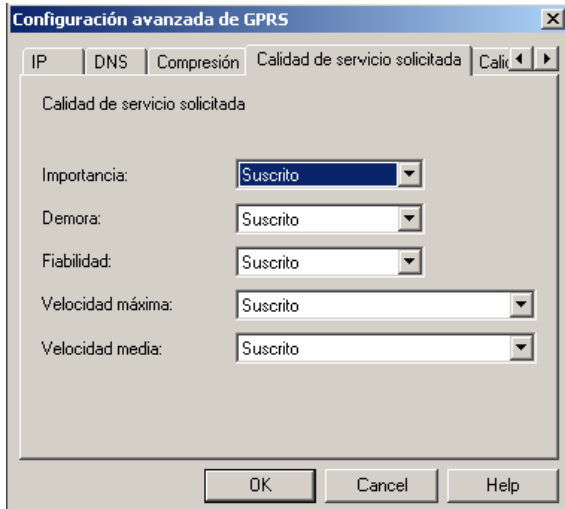 Configuración avanzada de GPRS
IP DNS Compresión Calidad de servicio solicitada Calic
Calidad de servicio solicitada
Importancia: Suscrito
Demora: Suscrito
Fiabilidad: Suscrito
Velocidad máxima: Suscrito
Velocidad media: Suscrito
OK Cancel Help